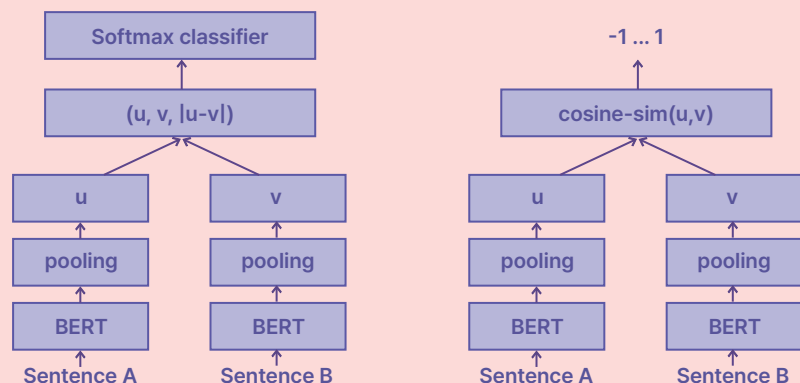 Softmax classifier
(u, v, |u-v|)
u
v
pooling
pooling
BERT
BERT
Sentence A
Sentence B
-1 ... 1
cosine-sim(u,v)
u
v
pooling
pooling
BERT
BERT
Sentence A
Sentence B